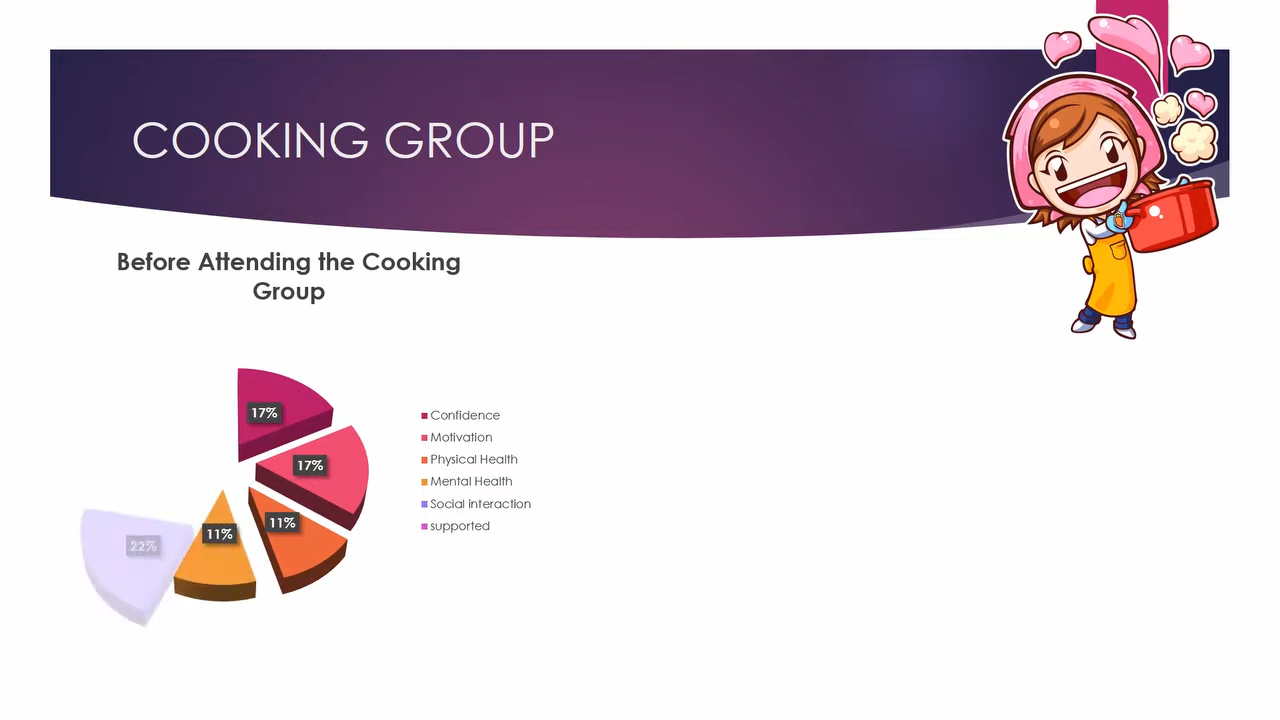 COOKING GROUP
Before Attending the Cooking
Group
17%
17%
11%
11%
22%
Confidence
Motivation
Physical Health
Mental Health
Social interaction
supported